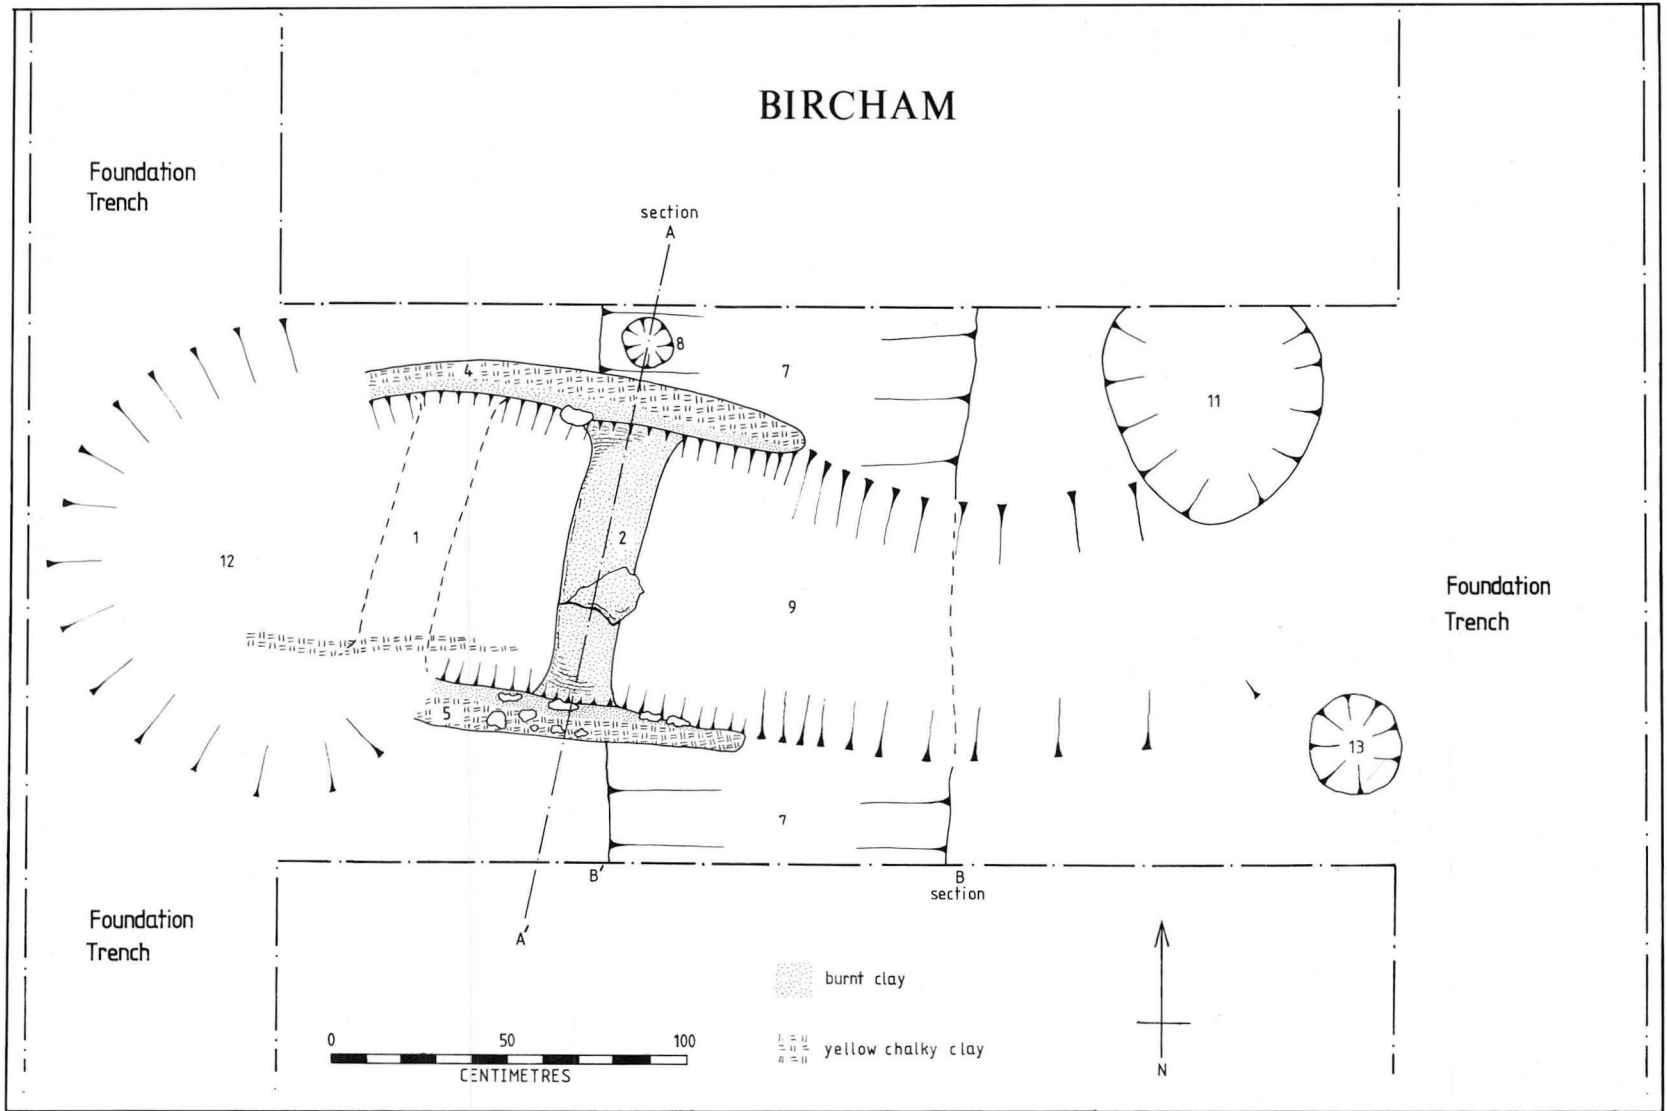 BIRCHAM
Foundation
Trench
section
A
8
4
7
11
1
2
12
9
Foundation
Trench
5
13
7
B'
B
section
Foundation
Trench
A'
burnt clay
0 50 100
CENTIMETRES
yellow chalky clay
N